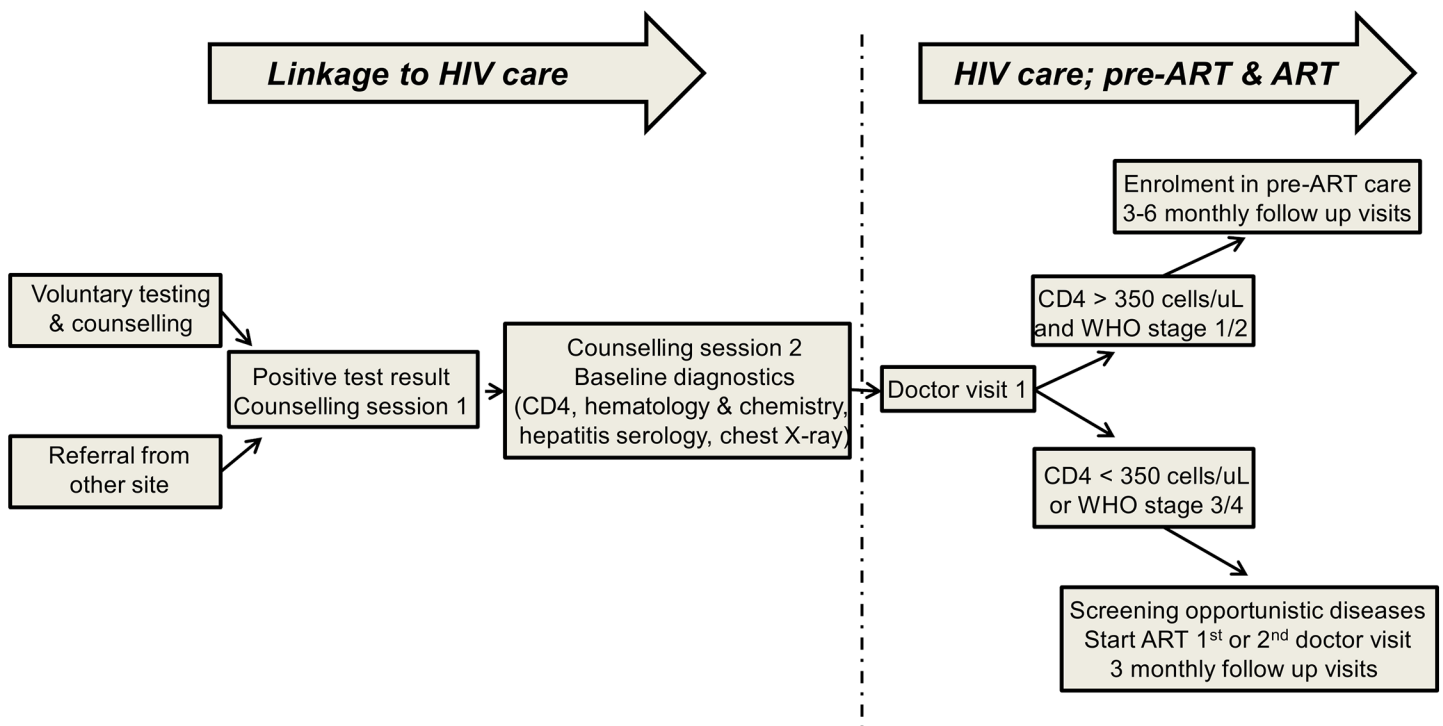 Linkage to HIV care
HIV care; pre-ART & ART
Voluntary testing
& counselling
Referral from
other site
Positive test result
Counselling session 1
Counselling session 2
Baseline diagnostics
(CD4, hematology & chemistry,
hepatitis serology, chest X-ray)
Doctor visit 1
CD4 > 350 cells/uL
and WHO stage 1/2
Enrolment in pre-ART care
3-6 monthly follow up visits
CD4 < 350 cells/uL
or WHO stage 3/4
Screening opportunistic diseases
Start ART 1st or 2nd doctor visit
3 monthly follow up visits